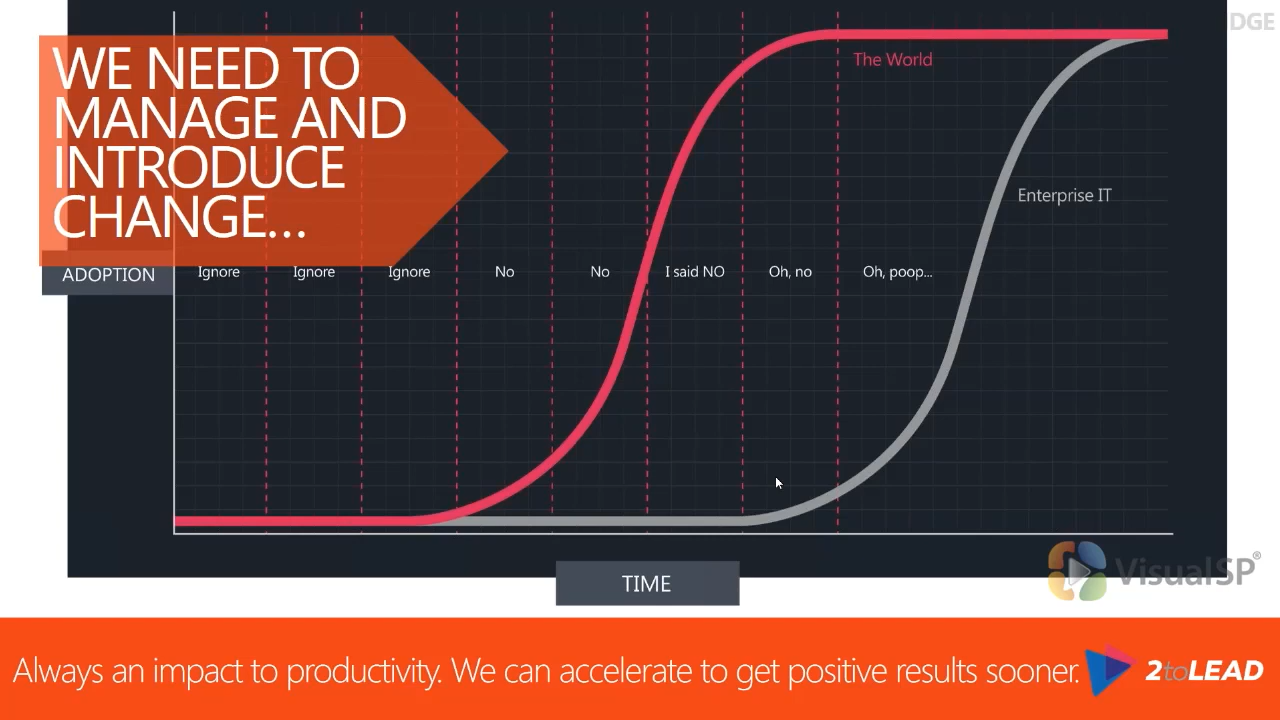 DGE
WE NEED TO
MANAGE AND
INTRODUCE
CHANGE...
The World
Enterprise IT
ADOPTION
Ignore Ignore Ignore No No I said NO Oh, no Oh, poop...
TIME
VisualSP®
Always an impact to productivity. We can accelerate to get positive results sooner.
2toLEAD